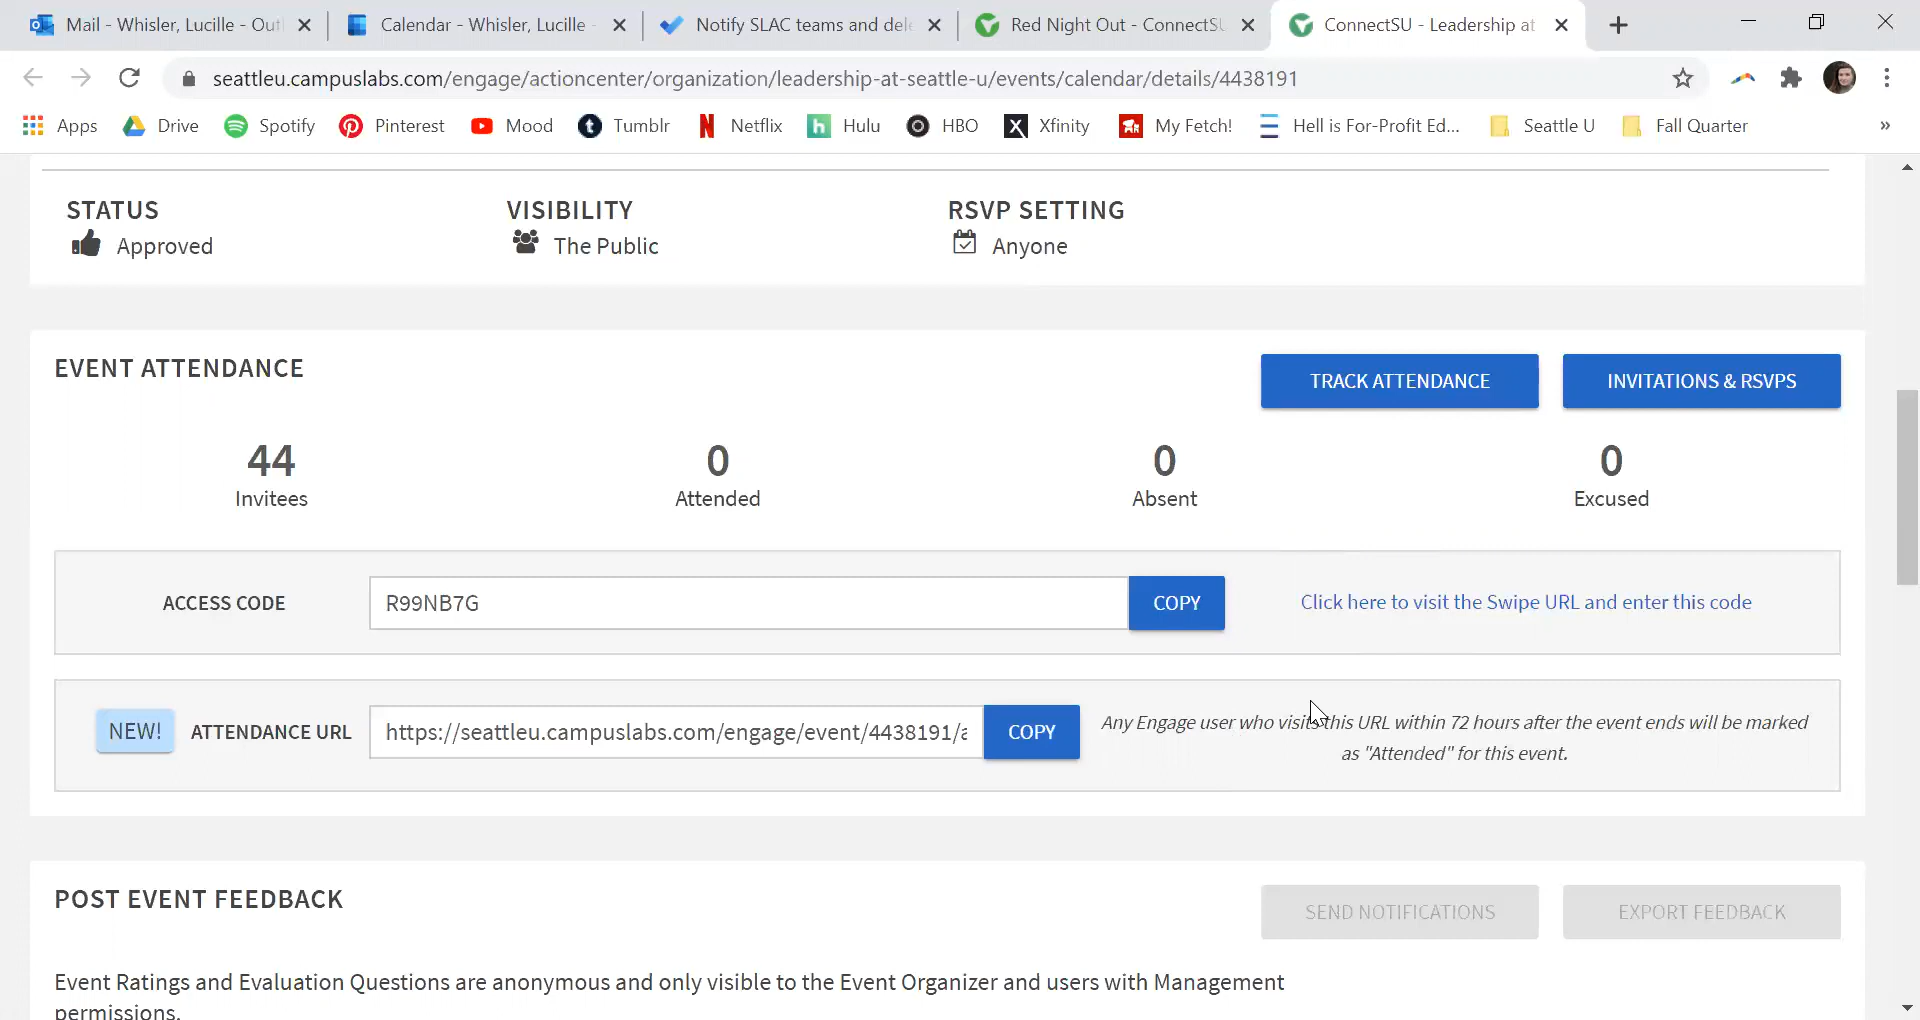 Mail - Whisler, Lucille - Out
Calendar - Whisler, Lucille -
Notify SLAC teams and dele
Red Night Out - ConnectSU
ConnectSU - Leadership at
seattleu.campuslabs.com/engage/actioncenter/organization/leadership-at-seattle-u/events/calendar/details/4438191
Apps Drive Spotify Pinterest Mood Tumblr Netflix Hulu HBO Xfinity My Fetch! Hell is For-Profit Ed... Seattle U Fall Quarter »
STATUS VISIBILITY RSVP SETTING
Approved The Public Anyone
EVENT ATTENDANCE TRACK ATTENDANCE INVITATIONS & RSVPS
44 0 0 0
Invitees Attended Absent Excused
ACCESS CODE R99NB7G COPY Click here to visit the Swipe URL and enter this code
NEW! ATTENDANCE URL https://seattleu.campuslabs.com/engage/event/4438191/a COPY Any Engage user who visits this URL within 72 hours after the event ends will be marked
as "Attended" for this event.
POST EVENT FEEDBACK SEND NOTIFICATIONS EXPORT FEEDBACK
Event Ratings and Evaluation Questions are anonymous and only visible to the Event Organizer and users with Management
permissions.